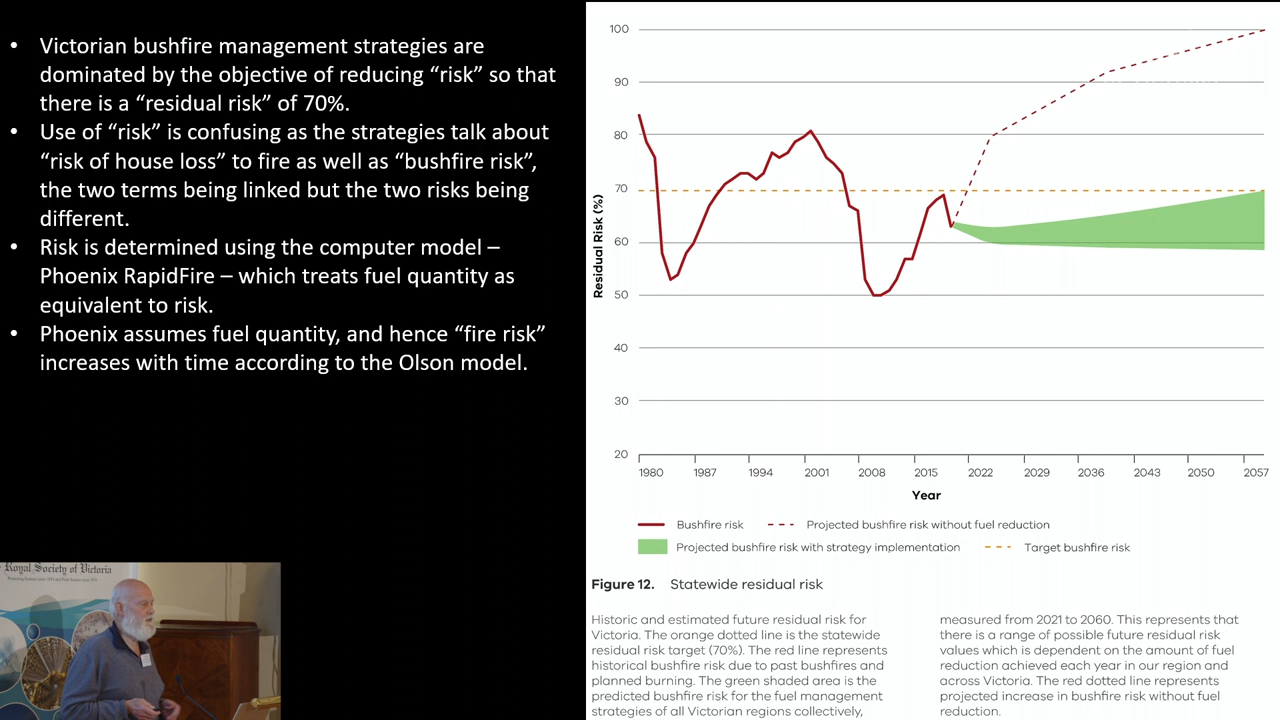 • Victorian bushfire management strategies are
dominated by the objective of reducing “risk” so that
there is a “residual risk” of 70%.
• Use of “risk” is confusing as the strategies talk about
“risk of house loss” to fire as well as “bushfire risk”,
the two terms being linked but the two risks being
different.
• Risk is determined using the computer model –
Phoenix RapidFire – which treats fuel quantity as
equivalent to risk.
• Phoenix assumes fuel quantity, and hence “fire risk”
increases with time according to the Olson model.
Royal Society of Victoria
Residual Risk (%)
100
90
80
70
60
50
40
30
20
1980 1987 1994 2001 2008 2015 2022 2029 2036 2043 2050 2057
Year
Bushfire risk Projected bushfire risk without fuel reduction
Projected bushfire risk with strategy implementation Target bushfire risk
Figure 12. Statewide residual risk
Historic and estimated future residual risk for
Victoria. The orange dotted line is the statewide
residual risk target (70%). The red line represents
historical bushfire risk due to past bushfires and
planned burning. The green shaded area is the
predicted bushfire risk for the fuel management
strategies of all Victorian regions collectively,
measured from 2021 to 2060. This represents that
there is a range of possible future residual risk
values which is dependent on the amount of fuel
reduction achieved each year in our region and
across Victoria. The red dotted line represents
projected increase in bushfire risk without fuel
reduction.